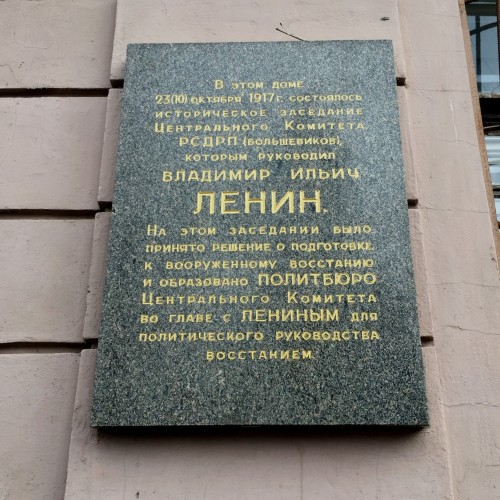 В этом доме
23(10) октября 1917 г. состоялось
историческое заседание
Центрального Комитета
РСДРП (большевиков),
которым руководил
ВЛАДИМИР ИЛЬИЧ
ЛЕНИН.
На этом заседании было
принято решение о подготовке
к вооруженному восстанию
и образовано ПОЛИТБЮРО
Центрального Комитета
во главе с ЛЕНИНЫМ для
политического руководства
восстанием.